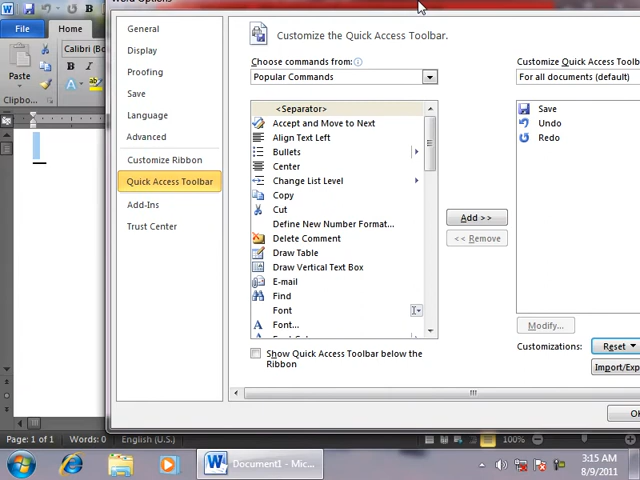 Word Options
File
Home
Paste
Calibri (Bo
B
I
A
Clipboard
General
Display
Proofing
Save
Language
Advanced
Customize Ribbon
Quick Access Toolbar
Add-Ins
Trust Center
Customize the Quick Access Toolbar.
Choose commands from:
Popular Commands
<Separator>
Accept and Move to Next
Align Text Left
Bullets
Center
Change List Level
Copy
Cut
Define New Number Format...
Delete Comment
Draw Table
Draw Vertical Text Box
E-mail
Find
Font
Font...
Add >>
<< Remove
Customize Quick Access Toolb
For all documents (default)
Save
Undo
Redo
Modify...
Customizations:
Reset
Import/Exp
Show Quick Access Toolbar below the
Ribbon
OK
Page: 1 of 1
Words: 0
English (U.S.)
100%
Document1 - Mic...
3:15 AM
8/9/2011